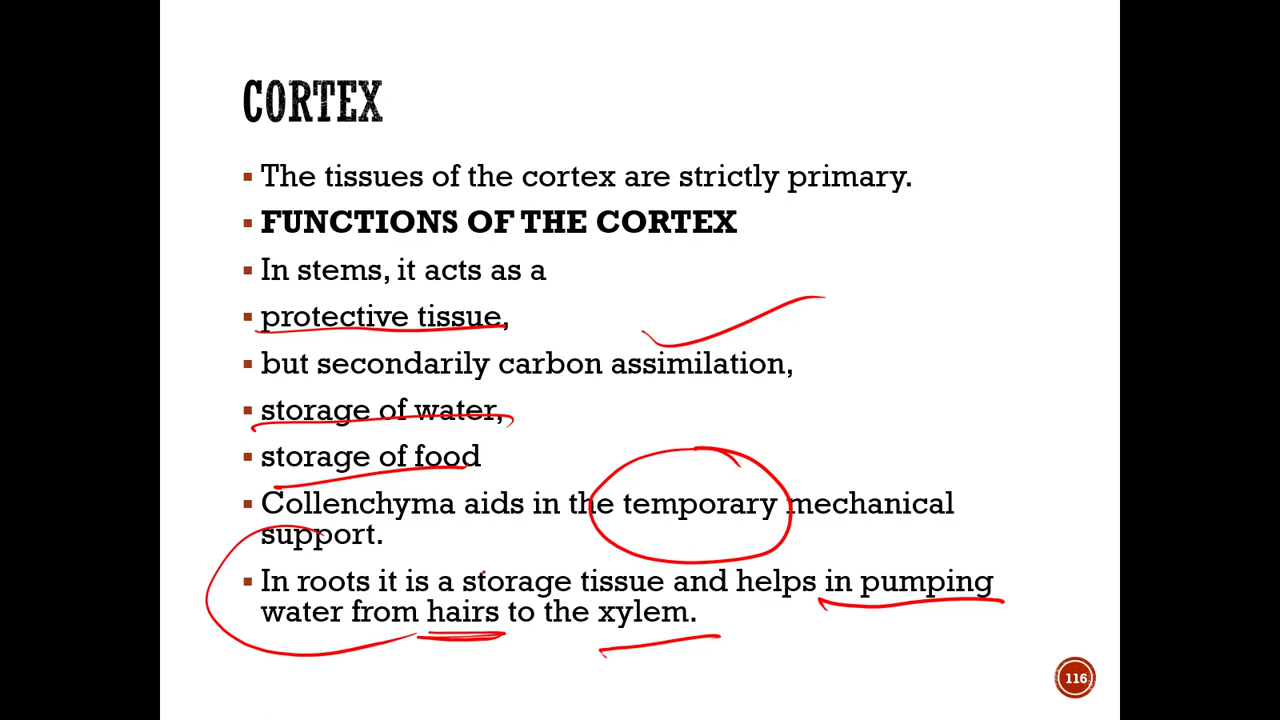 CORTEX
▪ The tissues of the cortex are strictly primary.
▪ FUNCTIONS OF THE CORTEX
▪ In stems, it acts as a
▪ protective tissue,
▪ but secondarily carbon assimilation,
▪ storage of water,
▪ storage of food
▪ Collenchyma aids in the temporary mechanical
support.
▪ In roots it is a storage tissue and helps in pumping
water from hairs to the xylem.
116